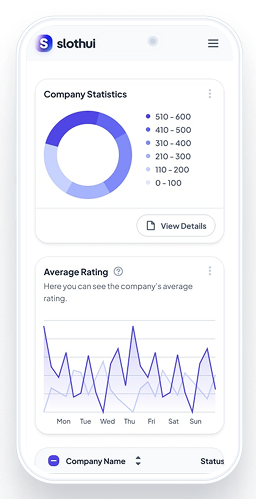 S slothui
Company Statistics
510 - 600
410 - 500
310 - 400
210 - 300
110 - 200
0 - 100
View Details
Average Rating
Here you can see the company's average
rating.
Mon Tue Wed Thu Fri Sat Sun
Company Name Status